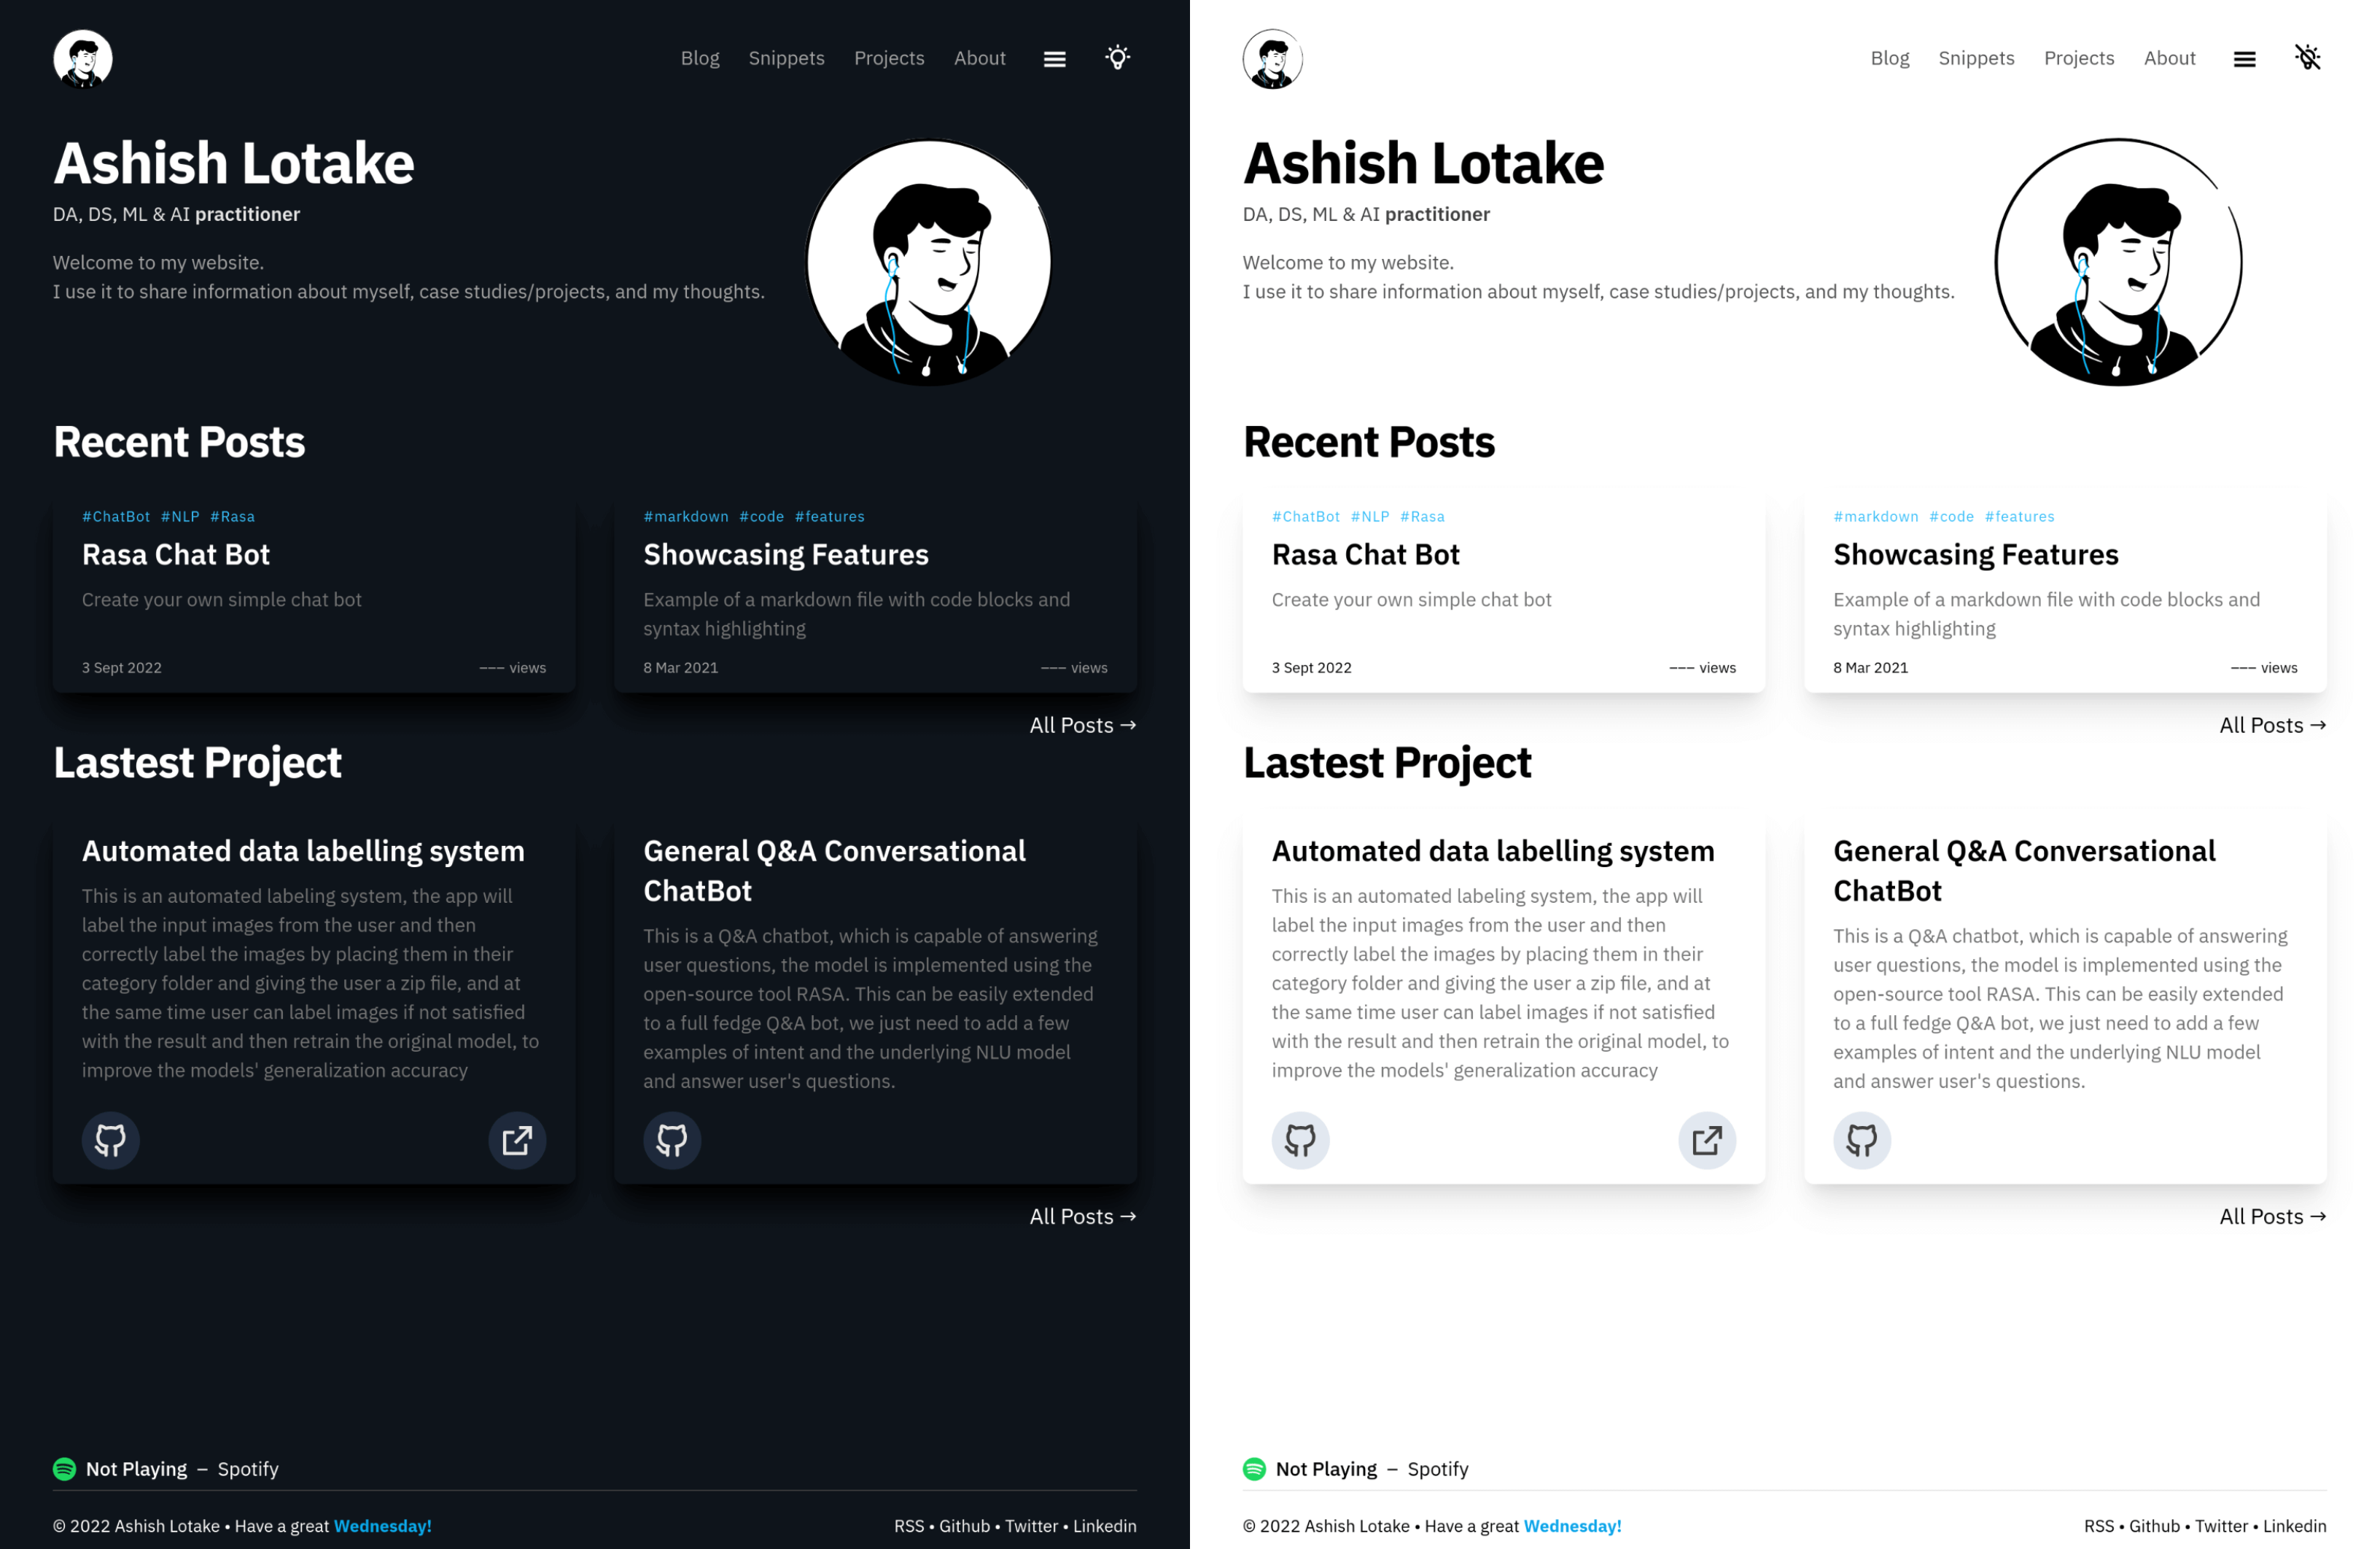 Blog Snippets Projects About
Ashish Lotake
DA, DS, ML & AI practitioner
Welcome to my website.
I use it to share information about myself, case studies/projects, and my thoughts.
Recent Posts
#ChatBot #NLP #Rasa
Rasa Chat Bot
Create your own simple chat bot
3 Sept 2022
––– views
#markdown #code #features
Showcasing Features
Example of a markdown file with code blocks and
syntax highlighting
8 Mar 2021
––– views
All Posts →
Lastest Project
Automated data labelling system
This is an automated labeling system, the app will
label the input images from the user and then
correctly label the images by placing them in their
category folder and giving the user a zip file, and at
the same time user can label images if not satisfied
with the result and then retrain the original model, to
improve the models' generalization accuracy
General Q&A Conversational
ChatBot
This is a Q&A chatbot, which is capable of answering
user questions, the model is implemented using the
open-source tool RASA. This can be easily extended
to a full fedge Q&A bot, we just need to add a few
examples of intent and the underlying NLU model
and answer user's questions.
All Posts →
Not Playing – Spotify
© 2022 Ashish Lotake • Have a great Wednesday!
RSS • Github • Twitter • Linkedin
Blog Snippets Projects About
Ashish Lotake
DA, DS, ML & AI practitioner
Welcome to my website.
I use it to share information about myself, case studies/projects, and my thoughts.
Recent Posts
#ChatBot #NLP #Rasa
Rasa Chat Bot
Create your own simple chat bot
3 Sept 2022
––– views
#markdown #code #features
Showcasing Features
Example of a markdown file with code blocks and
syntax highlighting
8 Mar 2021
––– views
All Posts →
Lastest Project
Automated data labelling system
This is an automated labeling system, the app will
label the input images from the user and then
correctly label the images by placing them in their
category folder and giving the user a zip file, and at
the same time user can label images if not satisfied
with the result and then retrain the original model, to
improve the models' generalization accuracy
General Q&A Conversational
ChatBot
This is a Q&A chatbot, which is capable of answering
user questions, the model is implemented using the
open-source tool RASA. This can be easily extended
to a full fedge Q&A bot, we just need to add a few
examples of intent and the underlying NLU model
and answer user's questions.
All Posts →
Not Playing – Spotify
© 2022 Ashish Lotake • Have a great Wednesday!
RSS • Github • Twitter • Linkedin